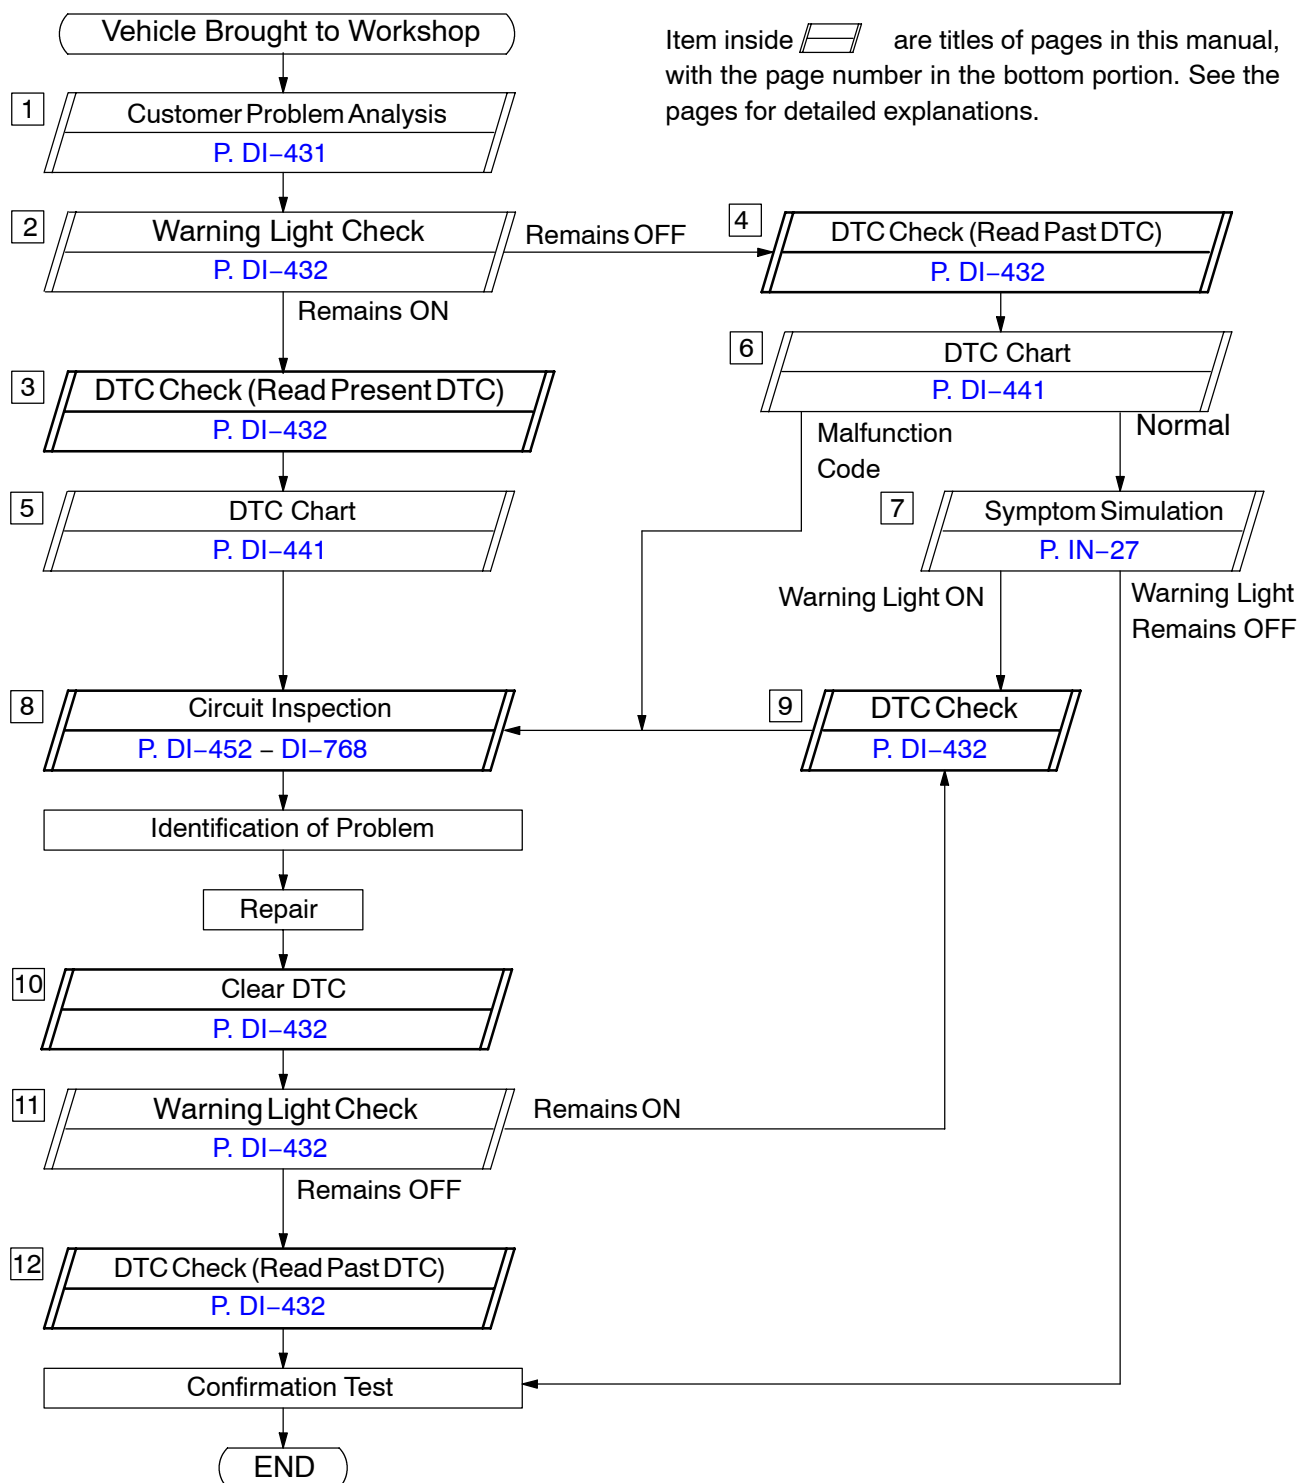 Vehicle Brought to Workshop
Item inside are titles of pages in this manual,
with the page number in the bottom portion. See the
pages for detailed explanations.
1
Customer Problem Analysis
P. DI–431
2
Warning Light Check
P. DI–432
Remains OFF
Remains ON
4
DTC Check (Read Past DTC)
P. DI–432
3
DTC Check (Read Present DTC)
P. DI–432
6
DTC Chart
P. DI–441
Malfunction
Code
Normal
5
DTC Chart
P. DI–441
7
Symptom Simulation
P. IN–27
Warning Light ON
Warning Light
Remains OFF
8
Circuit Inspection
P. DI–452 – DI–768
9
DTC Check
P. DI–432
Identification of Problem
Repair
10
Clear DTC
P. DI–432
11
Warning Light Check
P. DI–432
Remains ON
Remains OFF
12
DTC Check (Read Past DTC)
P. DI–432
Confirmation Test
END